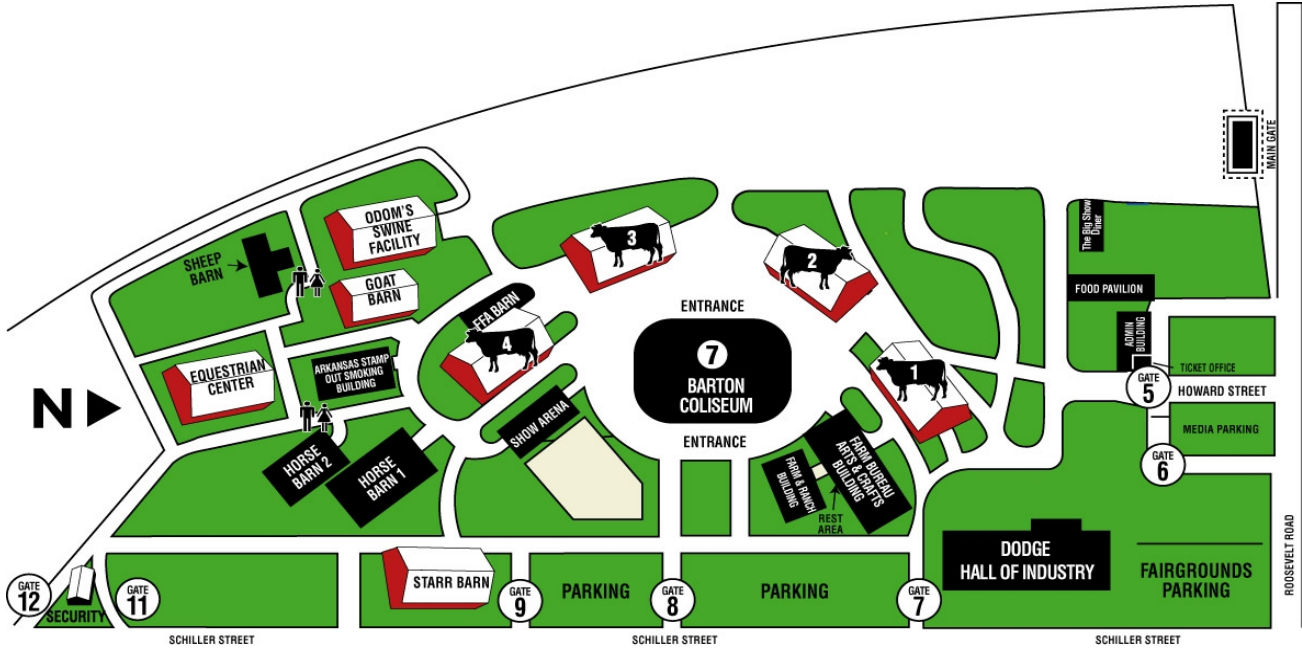 MAIN GATE
ROOSEVELT ROAD
ODOM'S
SWINE
FACILITY
SHEEP
BARN
GOAT
BARN
3
2
The Big Show
Diner
FOOD PAVILION
FFA BARN
4
ENTRANCE
7
BARTON
COLISEUM
ENTRANCE
1
ADMIN
BUILDING
TICKET OFFICE
GATE
5
HOWARD STREET
MEDIA PARKING
GATE
6
N
EQUESTRIAN
CENTER
ARKANSAS STAMP
OUT SMOKING
BUILDING
SHOW ARENA
HORSE
BARN 2
HORSE
BARN 1
FARM & RANCH
BUILDING
FARM BUREAU
ARTS & CRAFTS
BUILDING
REST
AREA
DODGE
HALL OF INDUSTRY
FAIRGROUNDS
PARKING
GATE
12
SECURITY
GATE
11
STARR BARN
GATE
9
PARKING
GATE
8
PARKING
GATE
7
SCHILLER STREET
SCHILLER STREET
SCHILLER STREET